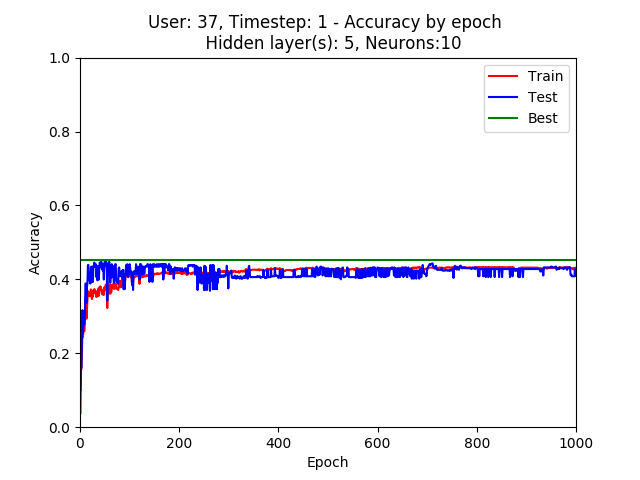 User: 37, Timestep: 1 - Accuracy by epoch
Hidden layer(s): 5, Neurons:10
1.0
Train
Test
Best
0.8
0.6
Accuracy
0.4
0.2
0.0
0 200 400 600 800 1000
Epoch